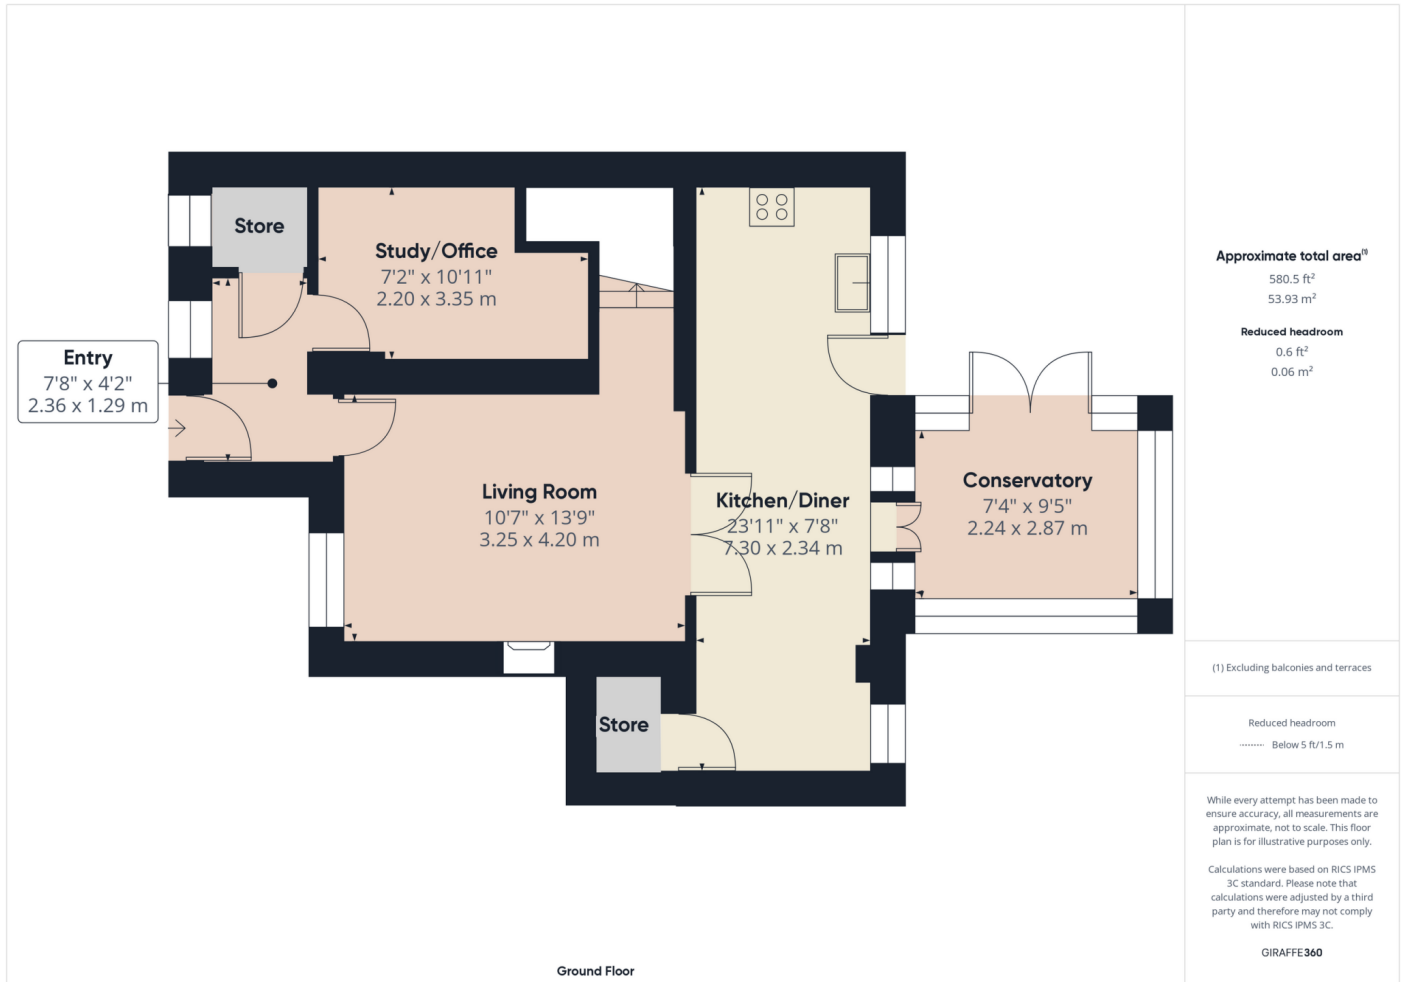 Store
Study/Office
7'2" x 10'11"
2.20 x 3.35 m
Entry
7'8" x 4'2"
2.36 x 1.29 m
Living Room
10'7" x 13'9"
3.25 x 4.20 m
Kitchen/Diner
23'11" x 7'8"
7.30 x 2.34 m
Conservatory
7'4" x 9'5"
2.24 x 2.87 m
Store
Ground Floor
Approximate total area(1)
580.5 ft²
53.93 m²
Reduced headroom
0.6 ft²
0.06 m²
(1) Excluding balconies and terraces
Reduced headroom
Below 5 ft/1.5 m
While every attempt has been made to
ensure accuracy, all measurements are
approximate, not to scale. This floor
plan is for illustrative purposes only.
Calculations were based on RICS IPMS
3C standard. Please note that
calculations were adjusted by a third
party and therefore may not comply
with RICS IPMS 3C.
GIRAFFE360